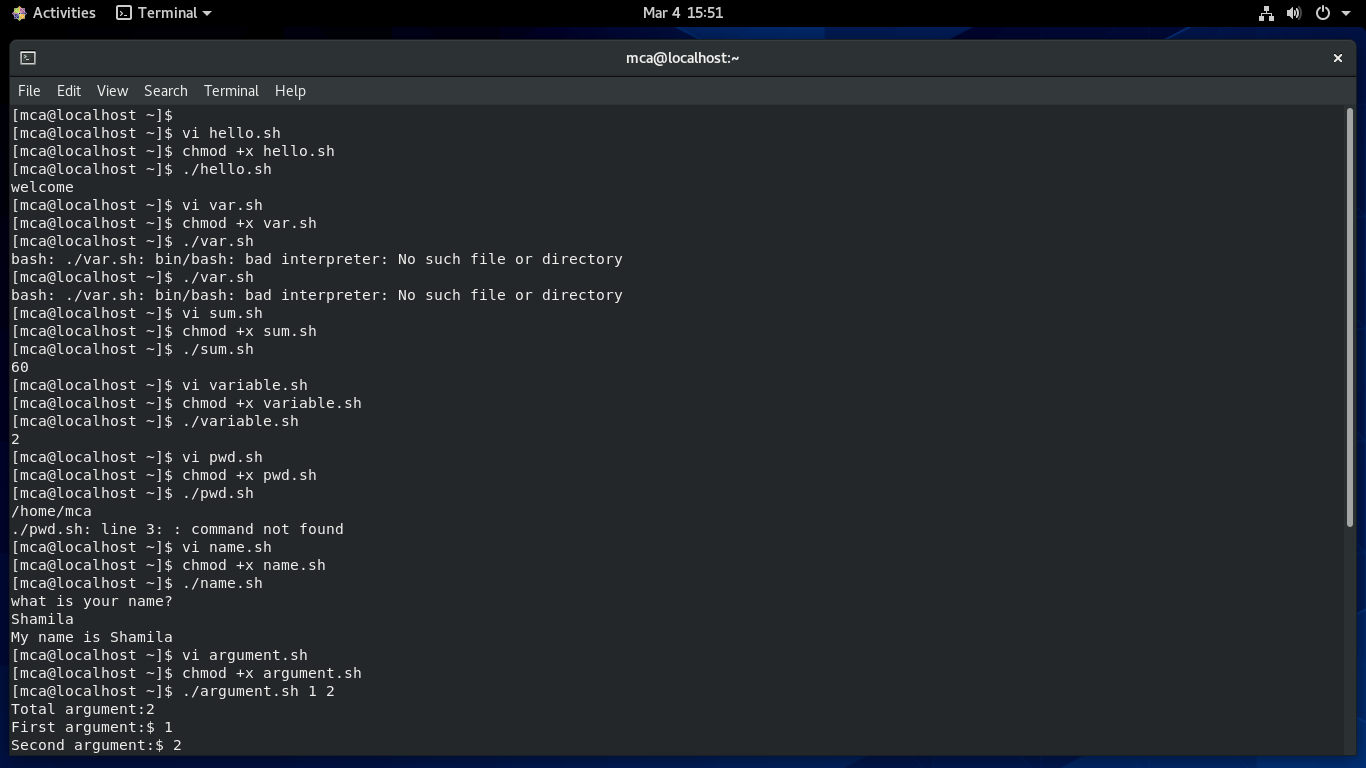 Activities Terminal Mar 4 15:51
mca@localhost:~
File Edit View Search Terminal Help
[mca@localhost ~]$
[mca@localhost ~]$ vi hello.sh
[mca@localhost ~]$ chmod +x hello.sh
[mca@localhost ~]$ ./hello.sh
welcome
[mca@localhost ~]$ vi var.sh
[mca@localhost ~]$ chmod +x var.sh
[mca@localhost ~]$ ./var.sh
bash: ./var.sh: bin/bash: bad interpreter: No such file or directory
[mca@localhost ~]$ ./var.sh
bash: ./var.sh: bin/bash: bad interpreter: No such file or directory
[mca@localhost ~]$ vi sum.sh
[mca@localhost ~]$ chmod +x sum.sh
[mca@localhost ~]$ ./sum.sh
60
[mca@localhost ~]$ vi variable.sh
[mca@localhost ~]$ chmod +x variable.sh
[mca@localhost ~]$ ./variable.sh
2
[mca@localhost ~]$ vi pwd.sh
[mca@localhost ~]$ chmod +x pwd.sh
[mca@localhost ~]$ ./pwd.sh
/home/mca
./pwd.sh: line 3: : command not found
[mca@localhost ~]$ vi name.sh
[mca@localhost ~]$ chmod +x name.sh
[mca@localhost ~]$ ./name.sh
what is your name?
Shamila
My name is Shamila
[mca@localhost ~]$ vi argument.sh
[mca@localhost ~]$ chmod +x argument.sh
[mca@localhost ~]$ ./argument.sh 1 2
Total argument:2
First argument:$ 1
Second argument:$ 2